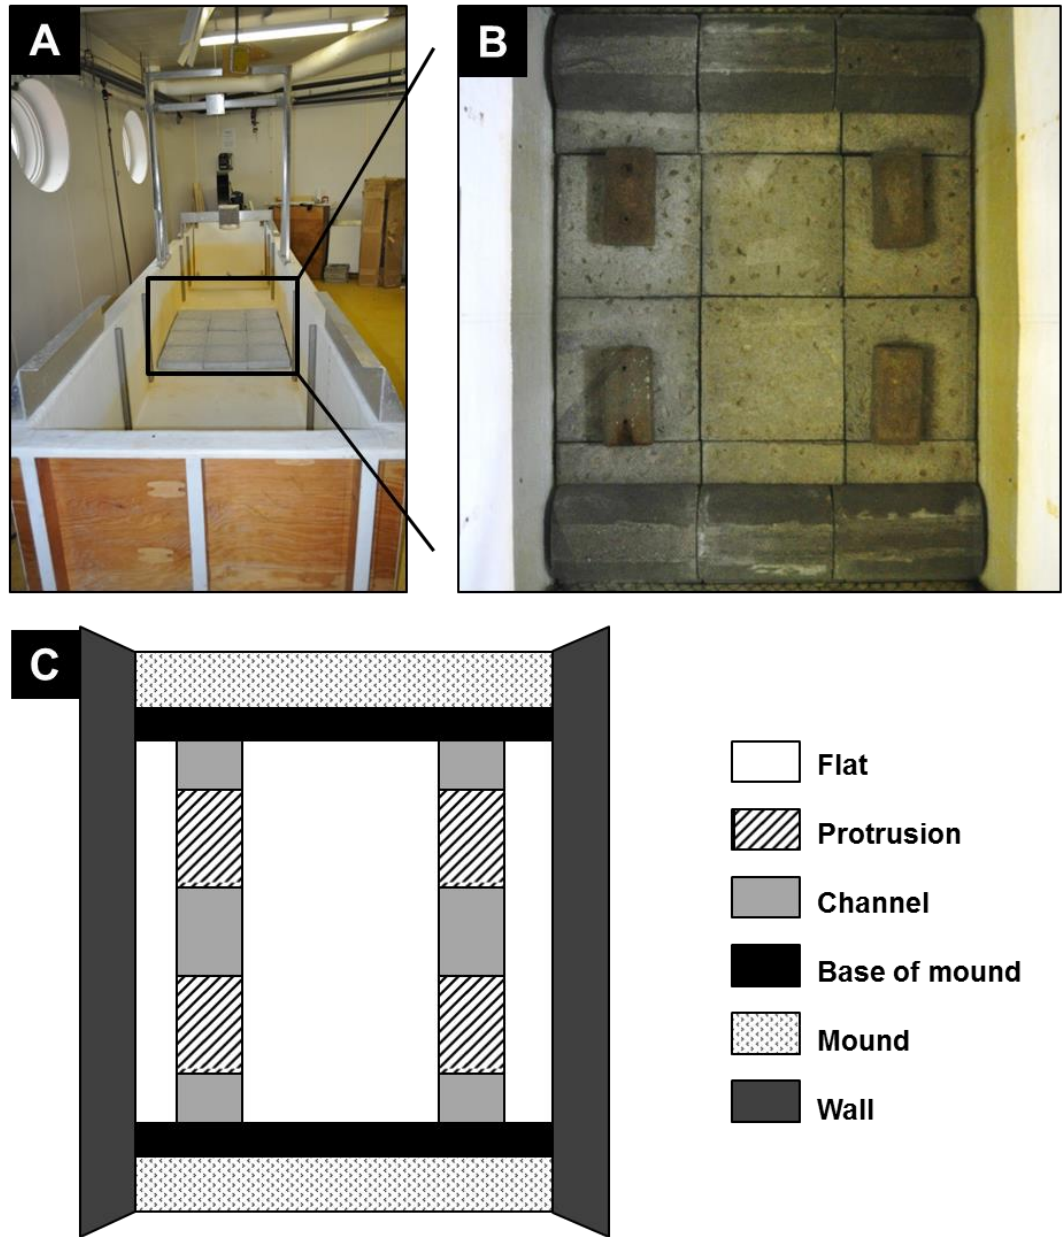 A
B
C
Flat
Protrusion
Channel
Base of mound
Mound
Wall